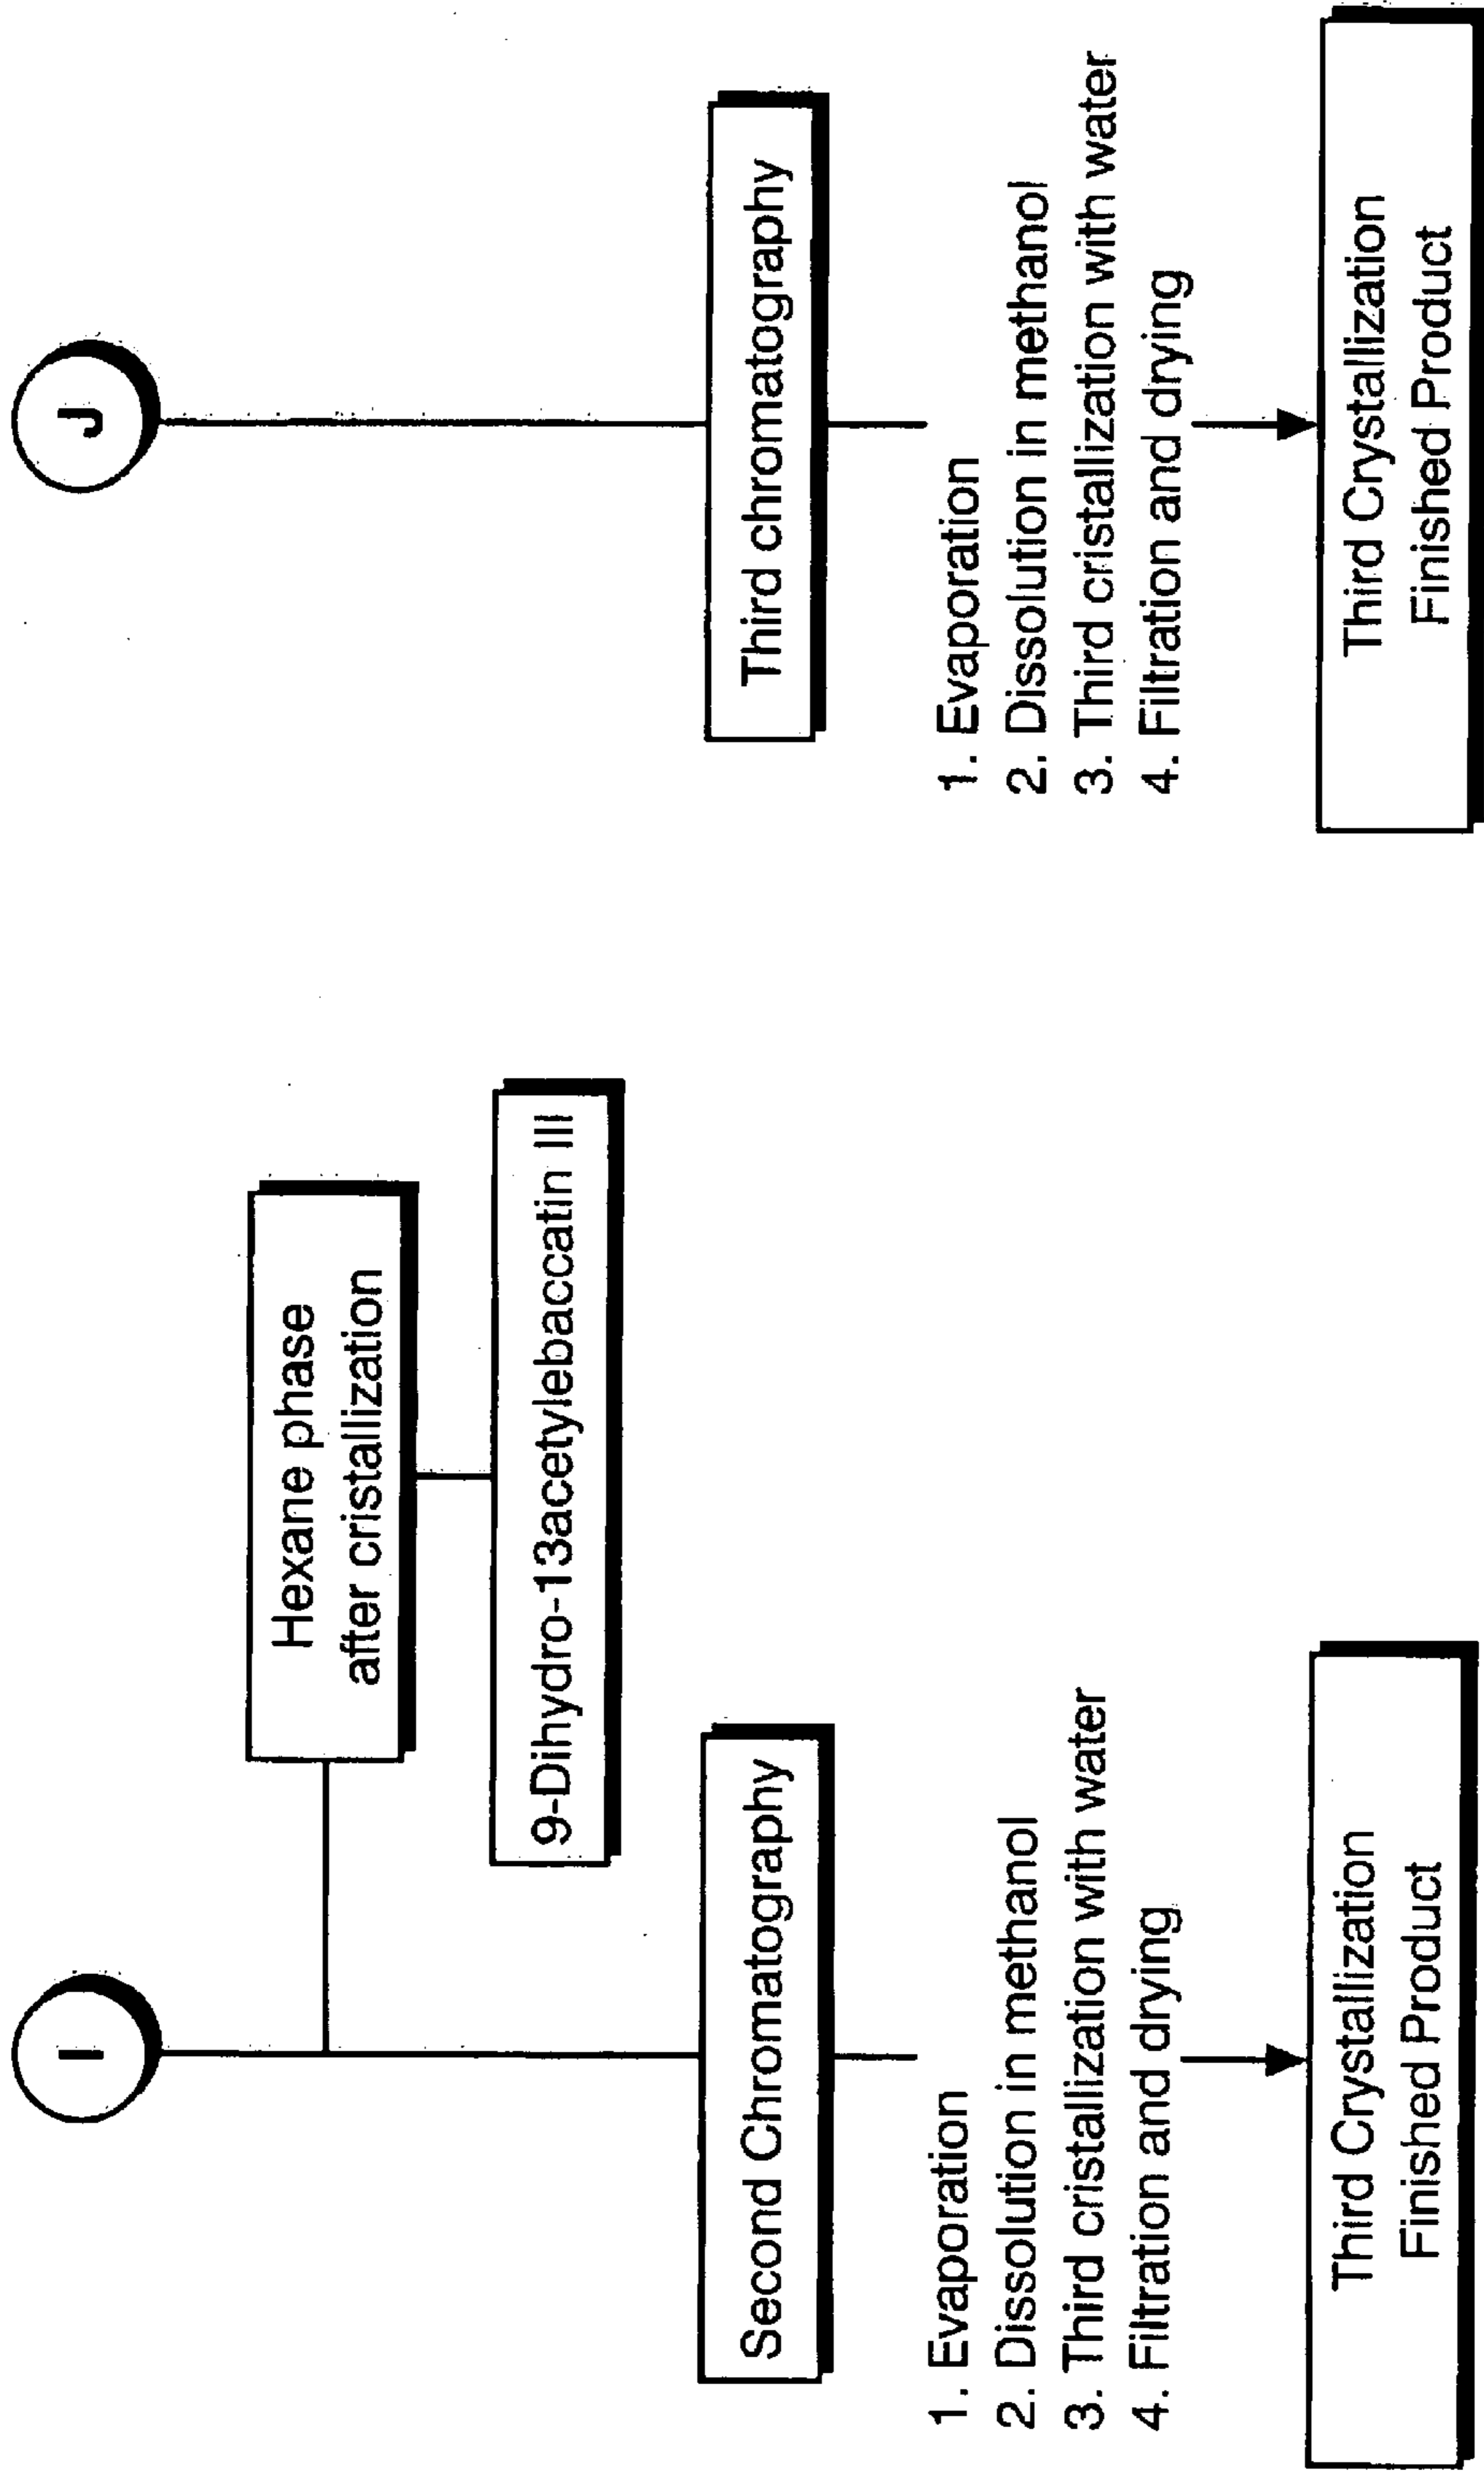 I
Hexane phase
after cristallization
9-Dihydro-13acetylebaccatin III
Second Chromatography
1. Evaporation
2. Dissolution in methanol
3. Third cristallization with water
4. Filtration and drying
Third Crystallization
Finished Product
J
Third chromatography
1. Evaporation
2. Dissolution in methanol
3. Third cristallization with water
4. Filtration and drying
Third Crystallization
Finished Product